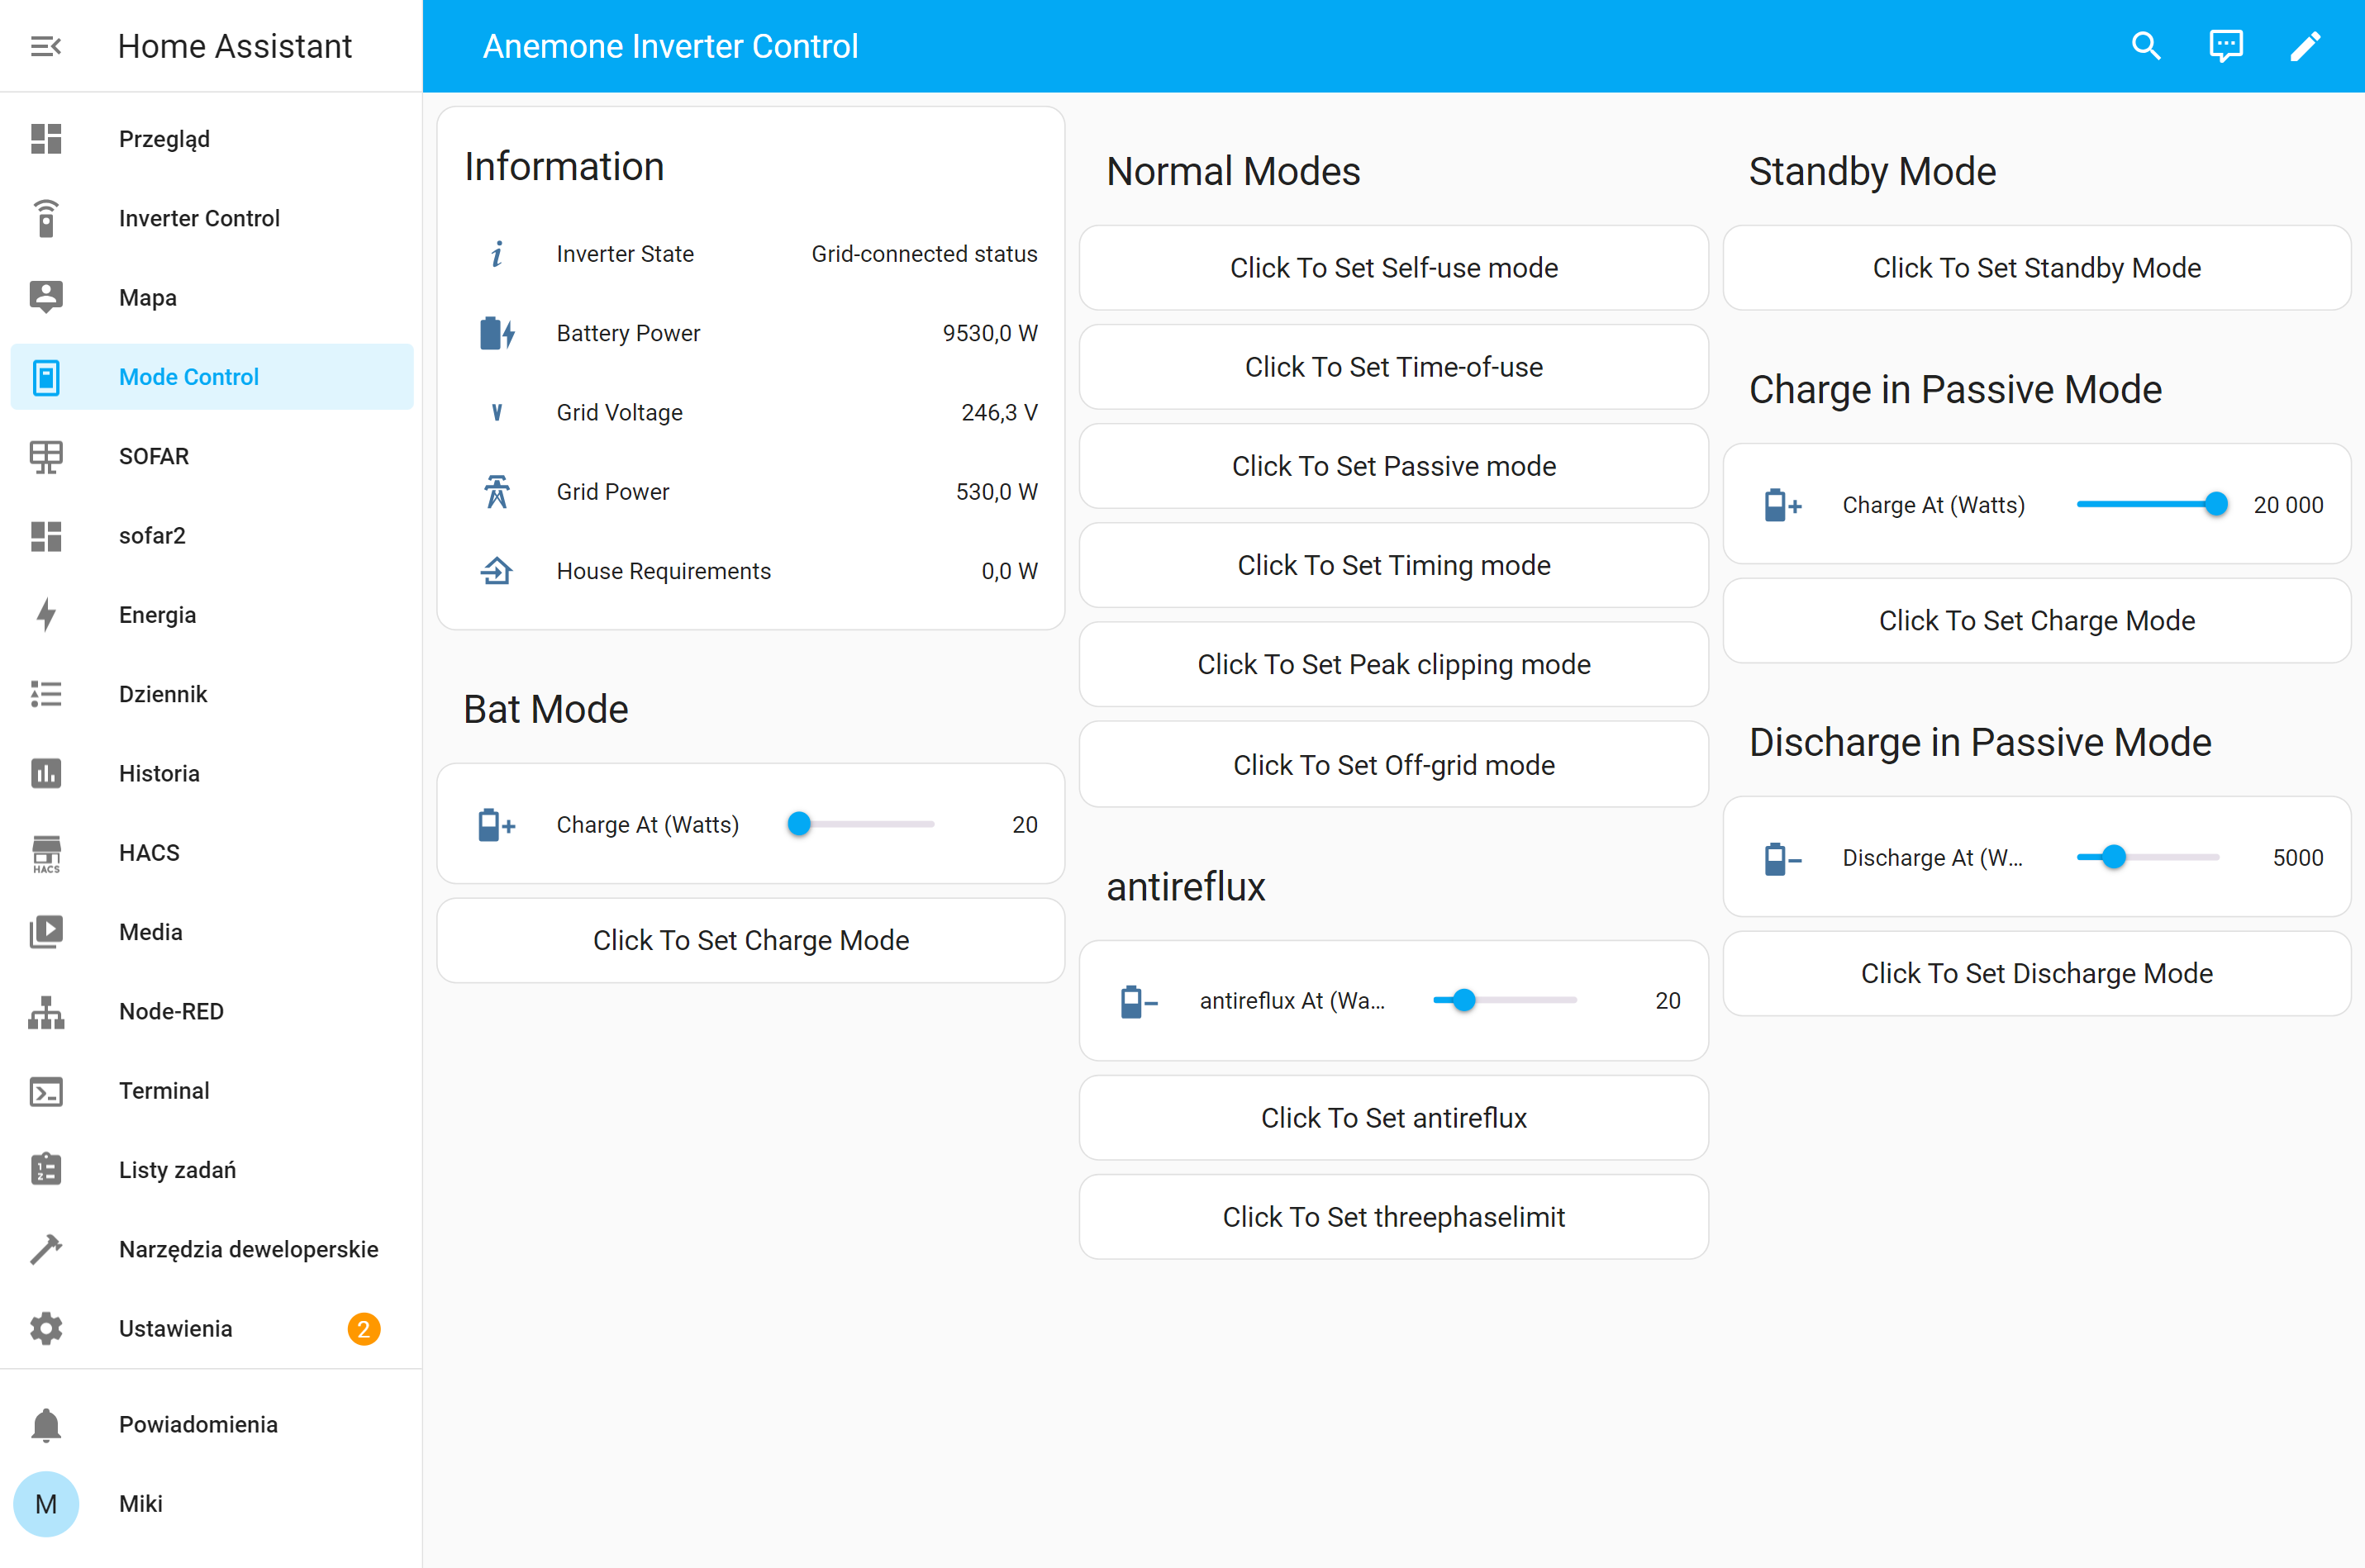 Home Assistant
Przegląd
Inverter Control
Mapa
Mode Control
SOFAR
sofar2
Energia
Dziennik
Historia
HACS
HACS
Media
Node-RED
Terminal
Listy zadań
Narzędzia deweloperskie
Ustawienia 2
Powiadomienia
M Miki
Anemone Inverter Control
Information
Inverter State Grid-connected status
Battery Power 9530,0 W
Grid Voltage 246,3 V
Grid Power 530,0 W
House Requirements 0,0 W
Bat Mode
Charge At (Watts) 20
Click To Set Charge Mode
Normal Modes
Click To Set Self-use mode
Click To Set Time-of-use
Click To Set Passive mode
Click To Set Timing mode
Click To Set Peak clipping mode
Click To Set Off-grid mode
antireflux
antireflux At (Wa... 20
Click To Set antireflux
Click To Set threephaselimit
Standby Mode
Click To Set Standby Mode
Charge in Passive Mode
Charge At (Watts) 20 000
Click To Set Charge Mode
Discharge in Passive Mode
Discharge At (W... 5000
Click To Set Discharge Mode